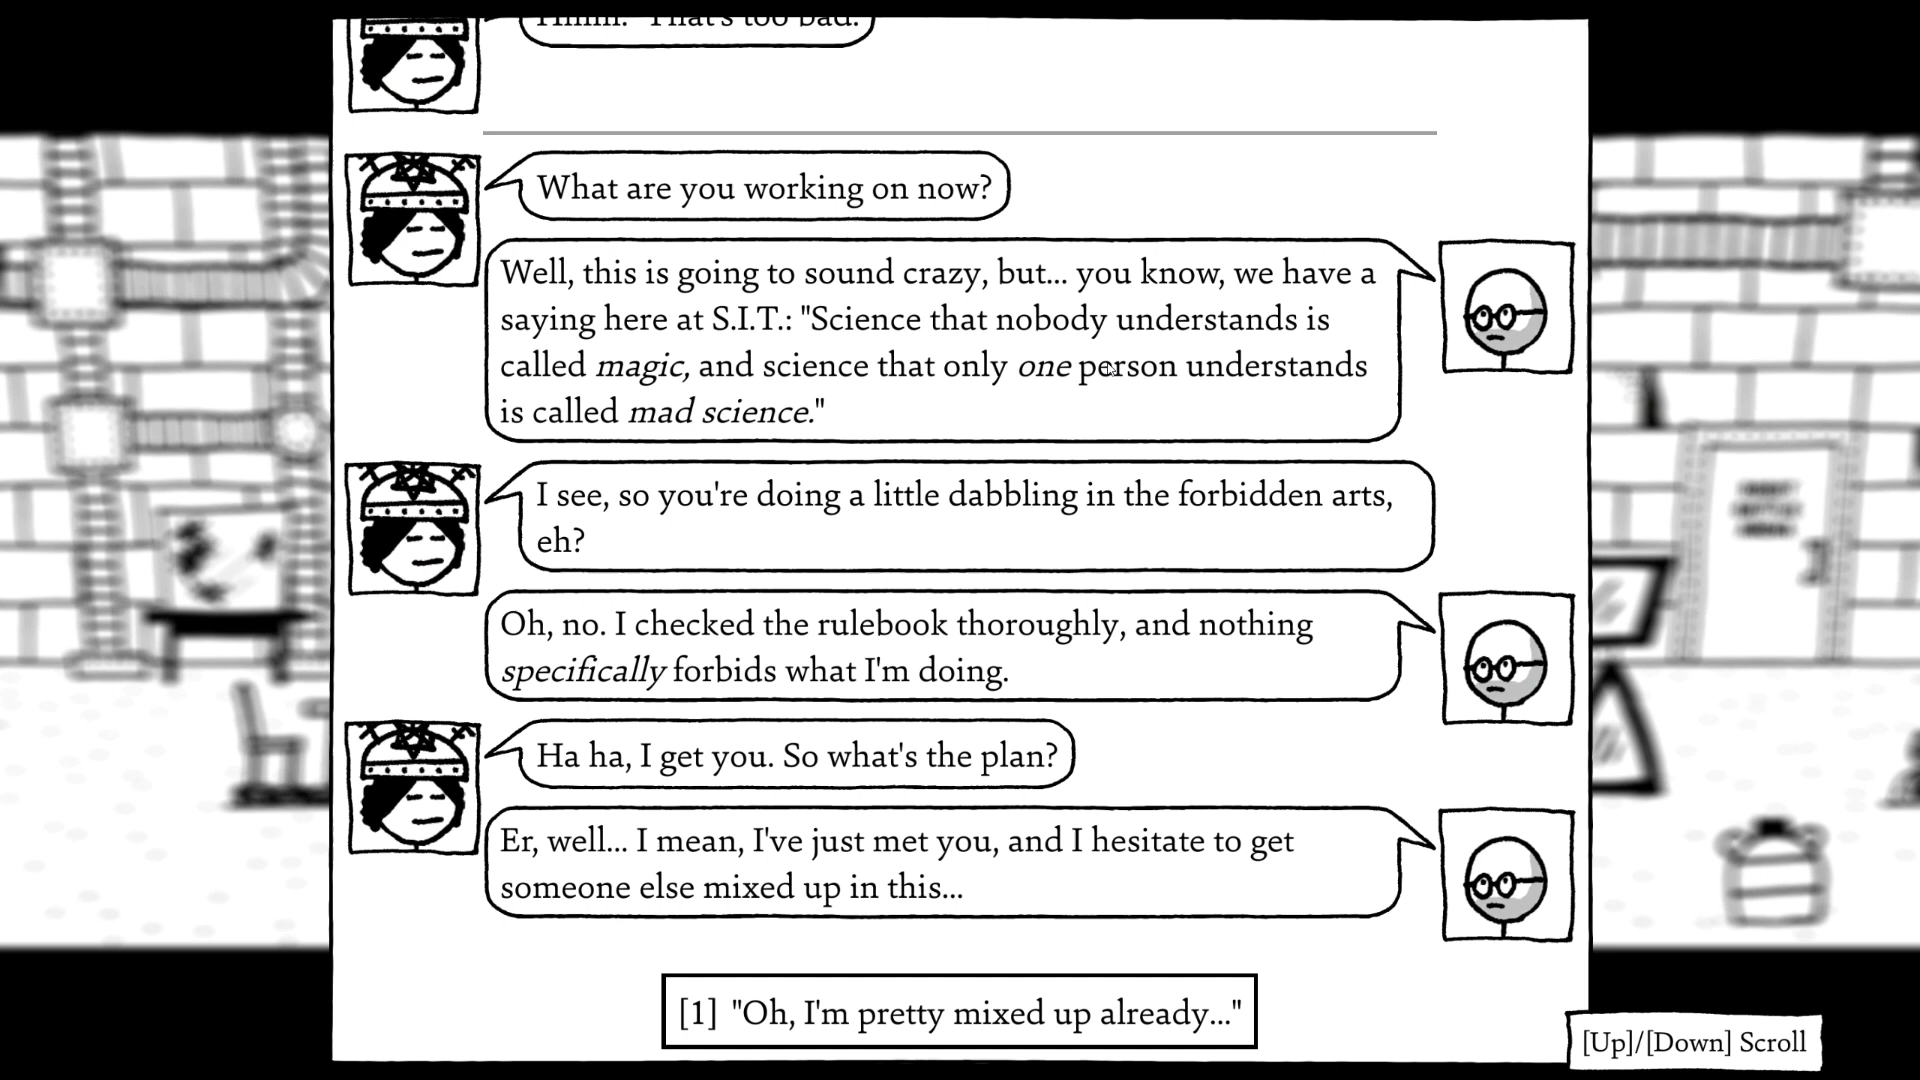 Hmm. That's too bad.
What are you working on now?
Well, this is going to sound crazy, but... you know, we have a
saying here at S.I.T.: "Science that nobody understands is
called magic, and science that only one person understands
is called mad science."
I see, so you're doing a little dabbling in the forbidden arts,
eh?
Oh, no. I checked the rulebook thoroughly, and nothing
specifically forbids what I'm doing.
Ha ha, I get you. So what's the plan?
Er, well... I mean, I've just met you, and I hesitate to get
someone else mixed up in this...
[1] "Oh, I'm pretty mixed up already..."
[Up]/[Down] Scroll